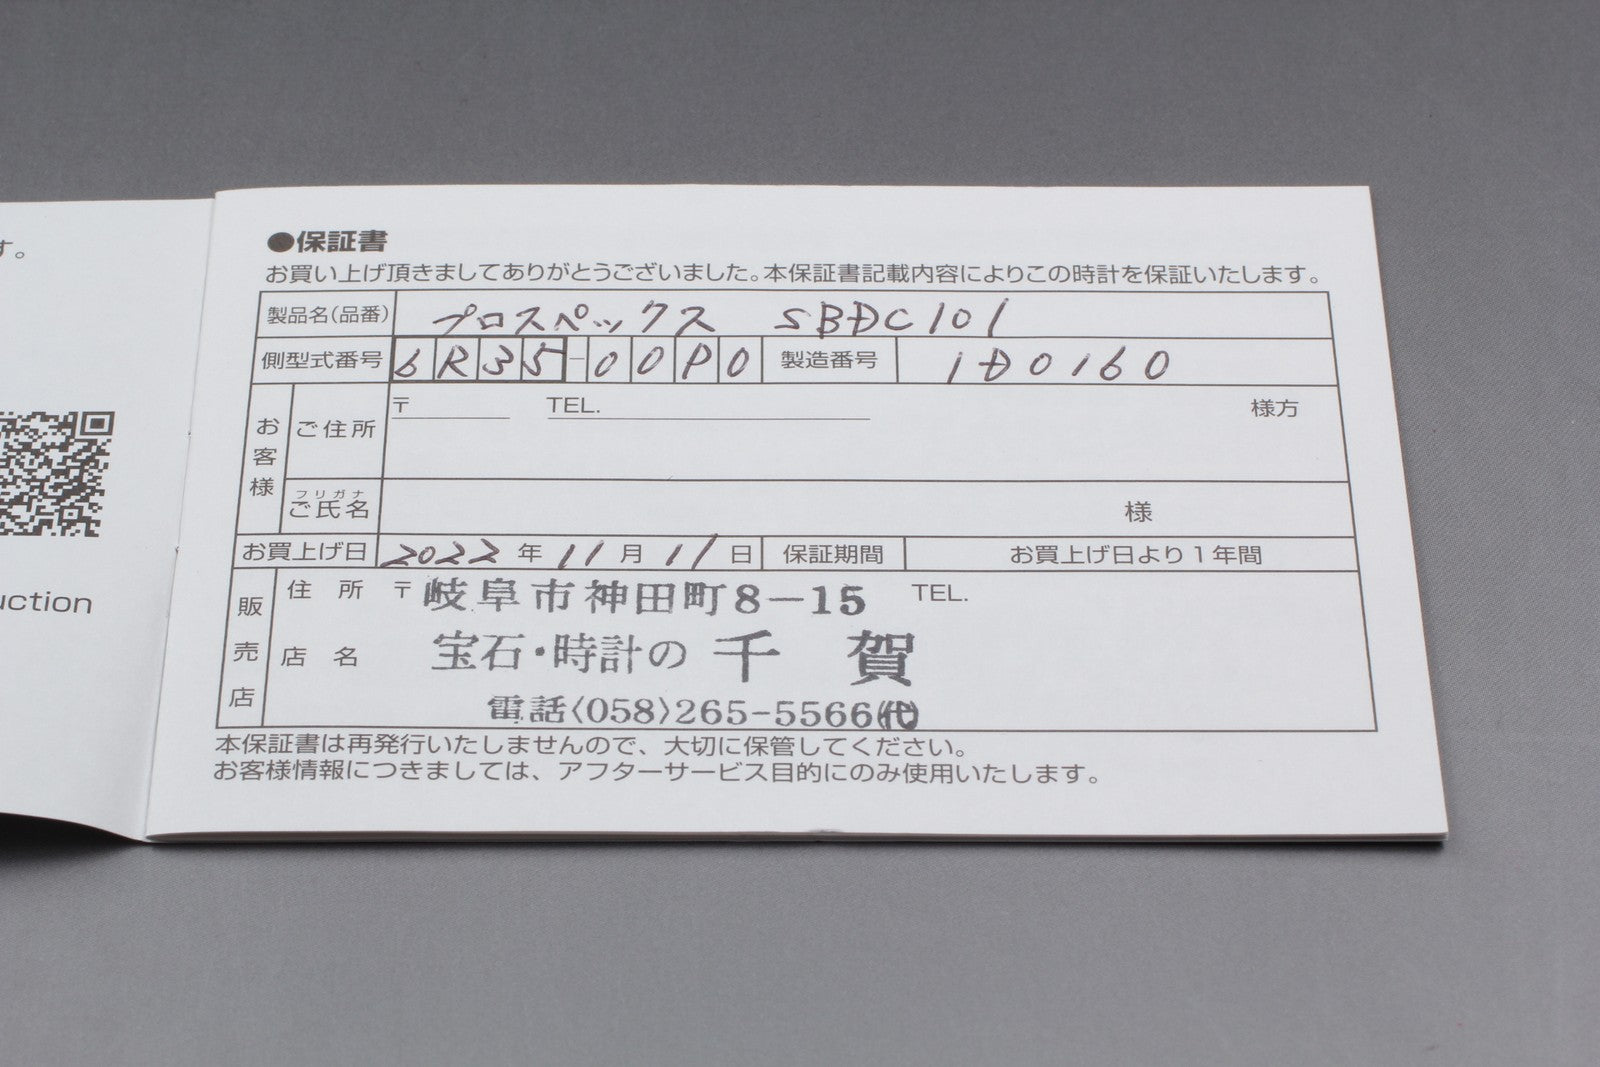 す。
uction
●保証書
お買い上げ頂きましてありがとうございました。本保証書記載内容によりこの時計を保証いたします。
製品名(品番) プロスペックス SBDC101
側型式番号 6R35-00P0 製造番号 1D0160
お客様 ご住所 〒 TEL. 様方
フリガナ
ご氏名 様
お買上げ日 2022年11月11日 保証期間 お買上げ日より1年間
販売店 住所 〒 岐阜市神田町8-15 TEL.
店名 宝石・時計の 千賀
電話〈058〉265-5566㈹
本保証書は再発行いたしませんので、大切に保管してください。
お客様情報につきましては、アフターサービス目的にのみ使用いたします。